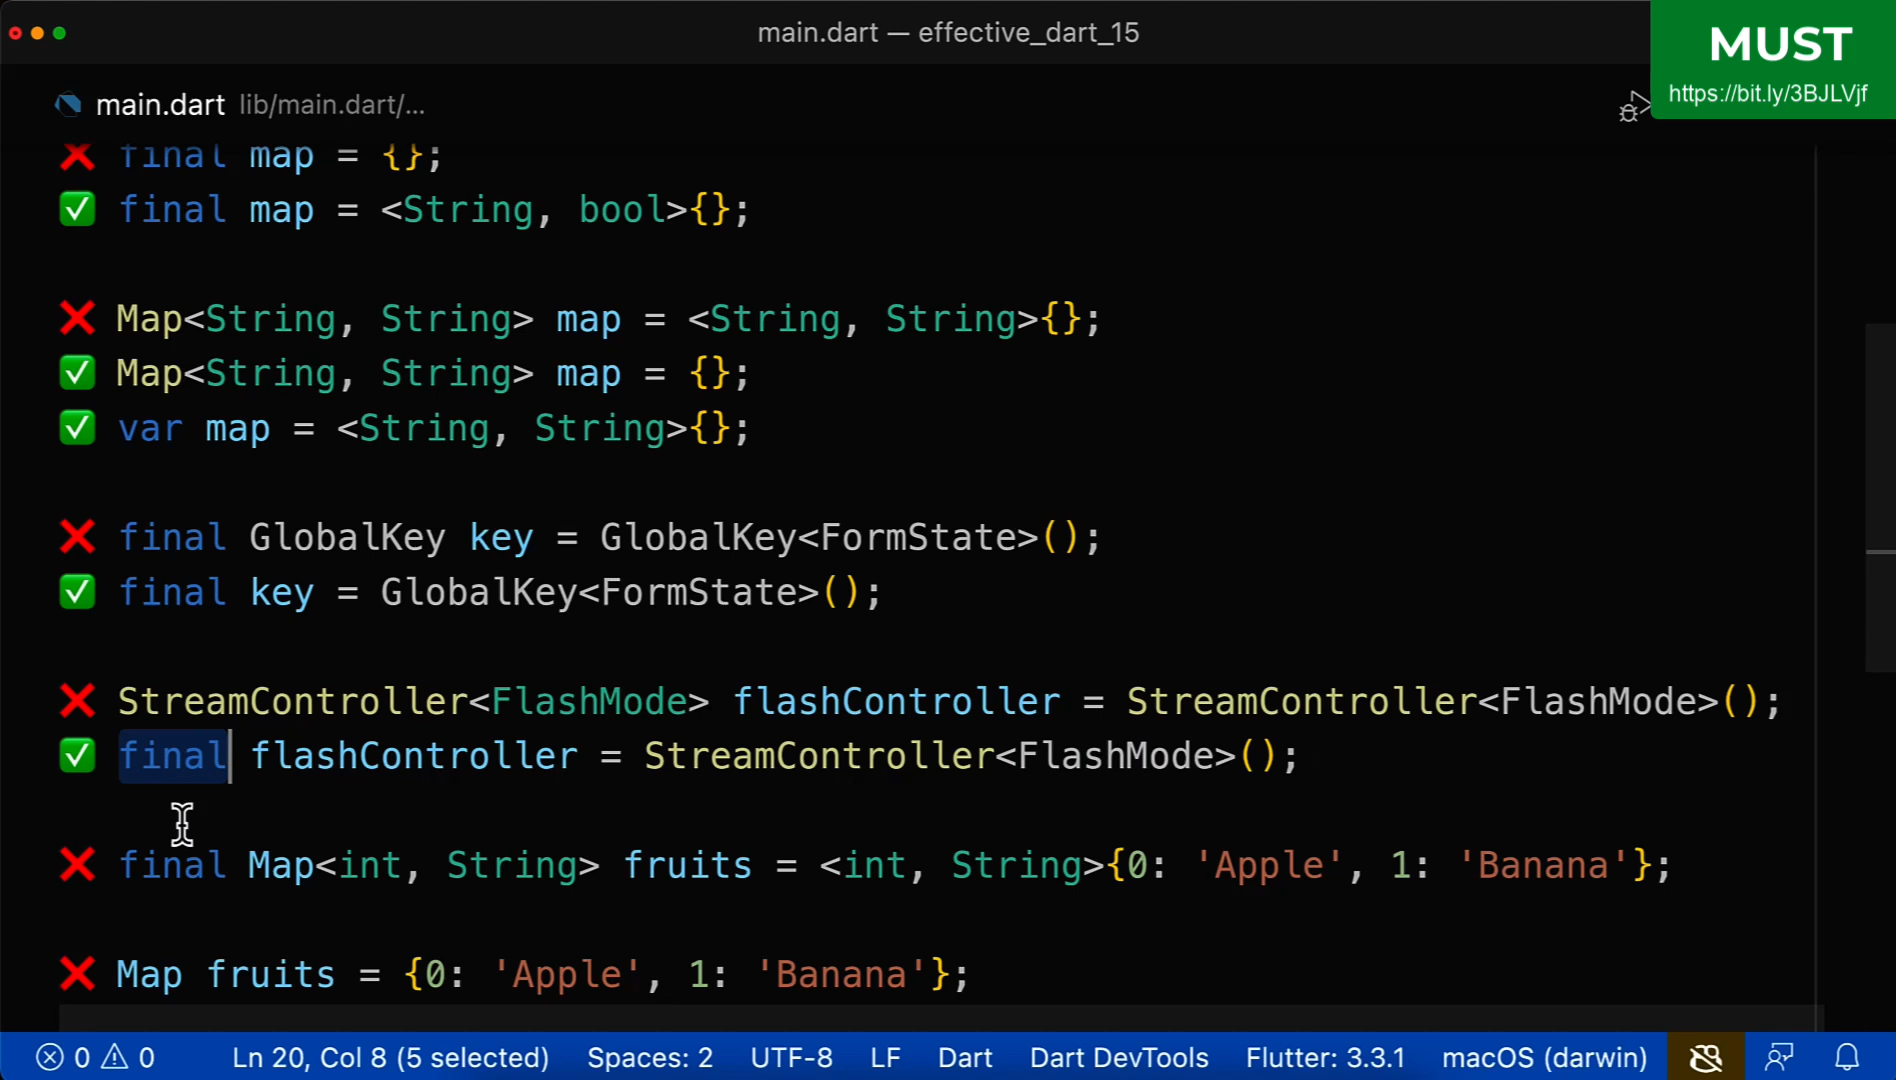 main.dart — effective_dart_15
MUST
https://bit.ly/3BJLVjf
main.dart lib/main.dart/...
❌ final map = {};
✅ final map = <String, bool>{};
❌ Map<String, String> map = <String, String>{};
✅ Map<String, String> map = {};
✅ var map = <String, String>{};
❌ final GlobalKey key = GlobalKey<FormState>();
✅ final key = GlobalKey<FormState>();
❌ StreamController<FlashMode> flashController = StreamController<FlashMode>();
✅ final flashController = StreamController<FlashMode>();
❌ final Map<int, String> fruits = <int, String>{0: 'Apple', 1: 'Banana'};
❌ Map fruits = {0: 'Apple', 1: 'Banana'};
0 0 Ln 20, Col 8 (5 selected) Spaces: 2 UTF-8 LF Dart Dart DevTools Flutter: 3.3.1 macOS (darwin)